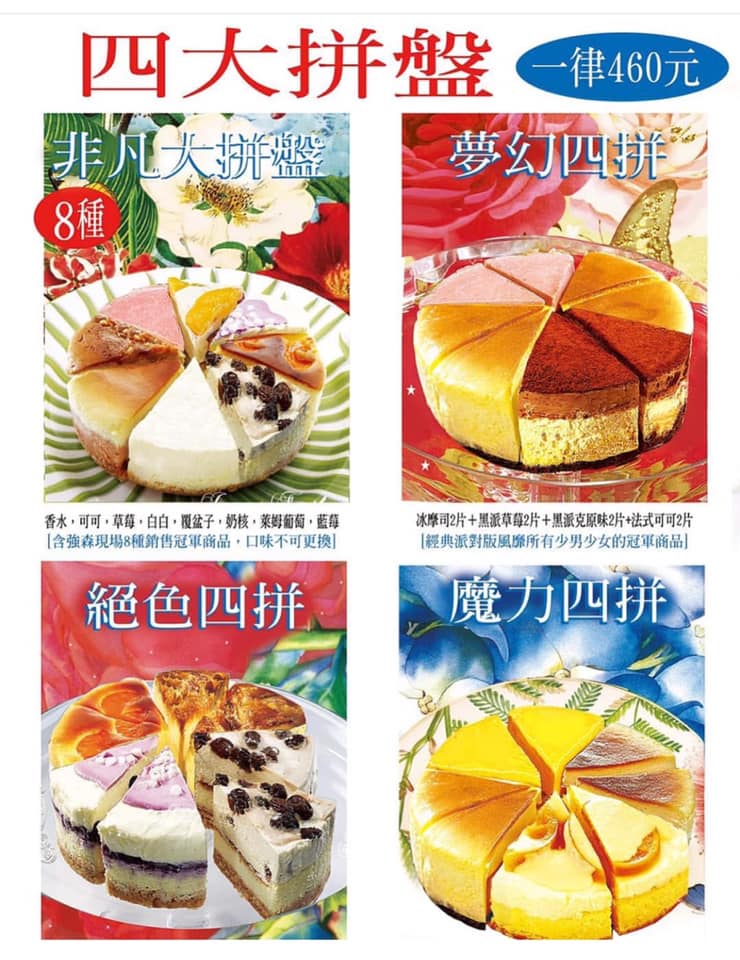 四大拼盤
一律460元
非凡大拼盤
8種
香水，可可，草莓，白白，覆盆子，奶核，萊姆葡萄，藍莓
[含強森現場8種銷售冠軍商品，口味不可更換]
夢幻四拼
冰摩司2片＋黑派草莓2片＋黑派克原味2片+法式可可2片
[經典派對版風靡所有少男少女的冠軍商品]
絕色四拼
魔力四拼